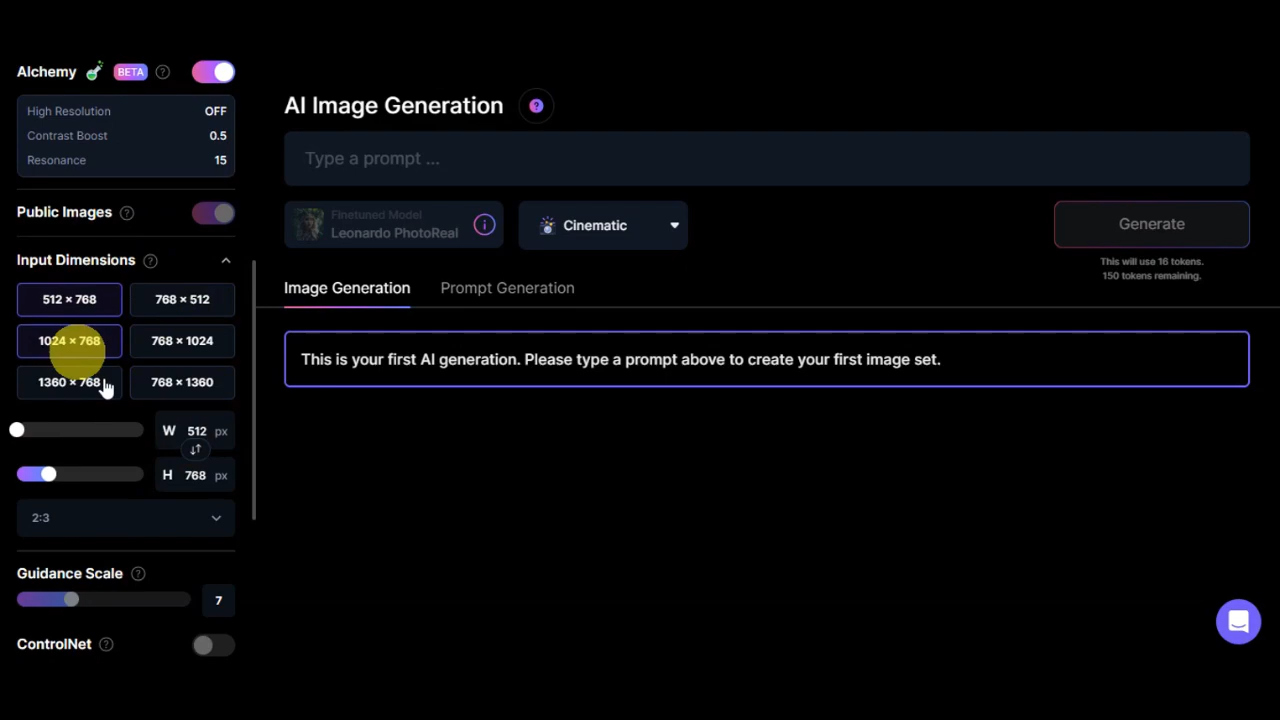 Alchemy BETA ?
High Resolution OFF
Contrast Boost 0.5
Resonance 15
Public Images ?
Input Dimensions ?
512 × 768 768 × 512
1024 × 768 768 × 1024
1360 × 768 768 × 1360
W 512 px
H 768 px
2:3
Guidance Scale ?
7
ControlNet ?
AI Image Generation ?
Type a prompt ...
Finetuned Model
Leonardo PhotoReal i
Cinematic
Generate
This will use 16 tokens.
150 tokens remaining.
Image Generation Prompt Generation
This is your first AI generation. Please type a prompt above to create your first image set.